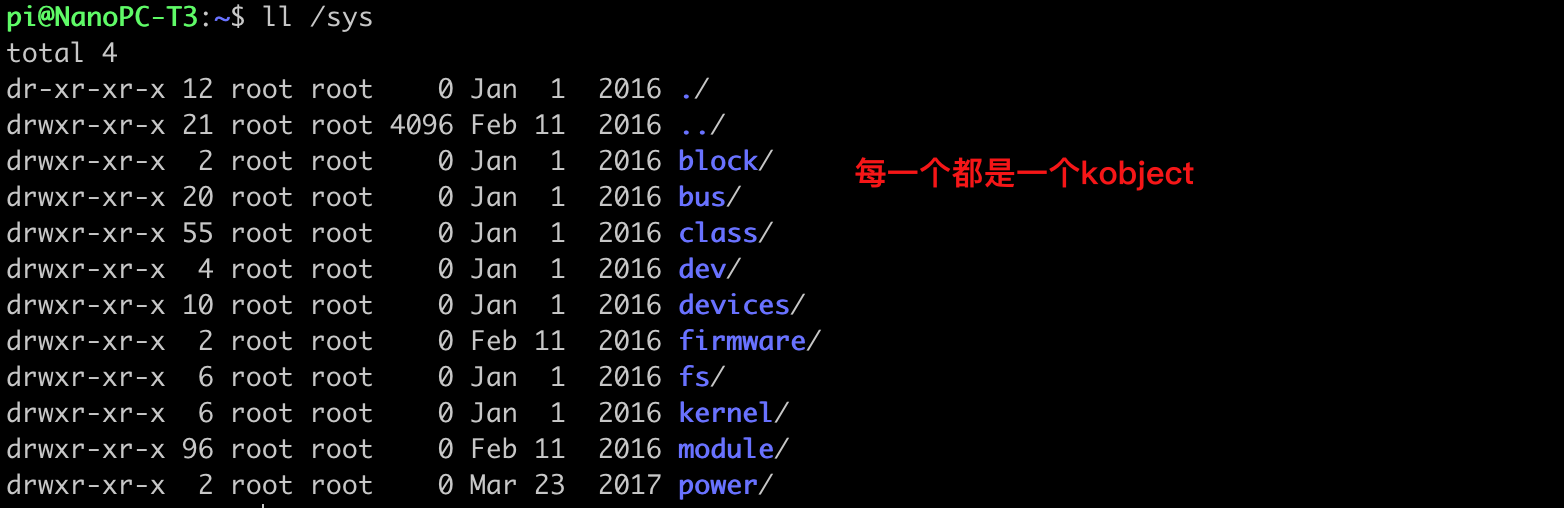 pi@NanoPC-T3:~$ ll /sys
total 4
dr-xr-xr-x 12 root root    0 Jan  1  2016 ./
drwxr-xr-x 21 root root 4096 Feb 11  2016 ../
drwxr-xr-x  2 root root    0 Jan  1  2016 block/
每一个都是一个kobject
drwxr-xr-x 20 root root    0 Jan  1  2016 bus/
drwxr-xr-x 55 root root    0 Jan  1  2016 class/
drwxr-xr-x  4 root root    0 Jan  1  2016 dev/
drwxr-xr-x 10 root root    0 Jan  1  2016 devices/
drwxr-xr-x  2 root root    0 Feb 11  2016 firmware/
drwxr-xr-x  6 root root    0 Jan  1  2016 fs/
drwxr-xr-x  6 root root    0 Jan  1  2016 kernel/
drwxr-xr-x 96 root root    0 Feb 11  2016 module/
drwxr-xr-x  2 root root    0 Mar 23  2017 power/